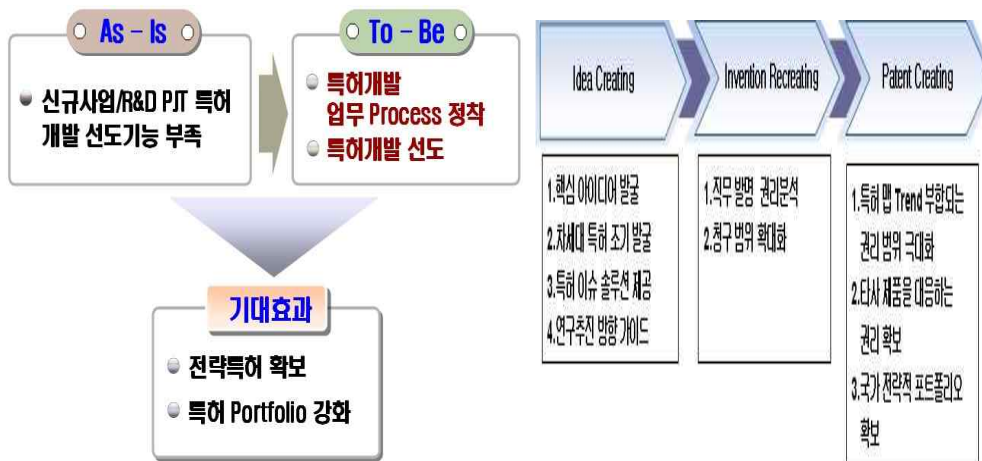 As - Is
신규사업/R&D PJT 특허
개발 선도기능 부족
To - Be
특허개발
업무 Process 정착
특허개발 선도
기대효과
전략특허 확보
특허 Portfolio 강화
Idea Creating
1.핵심 아이디어 발굴
2.차세대 특허 조기 발굴
3.특허 이슈 솔루션 제공
4.연구추진 방향 가이드
Invention Recreating
1.직무 발명 권리분석
2.청구 범위 확대화
Patent Creating
1.특허 맵 Trend 부합되는
권리 범위 극대화
2.타사 제품을 대응하는
권리 확보
3.국가 전략적 포트폴리오
확보